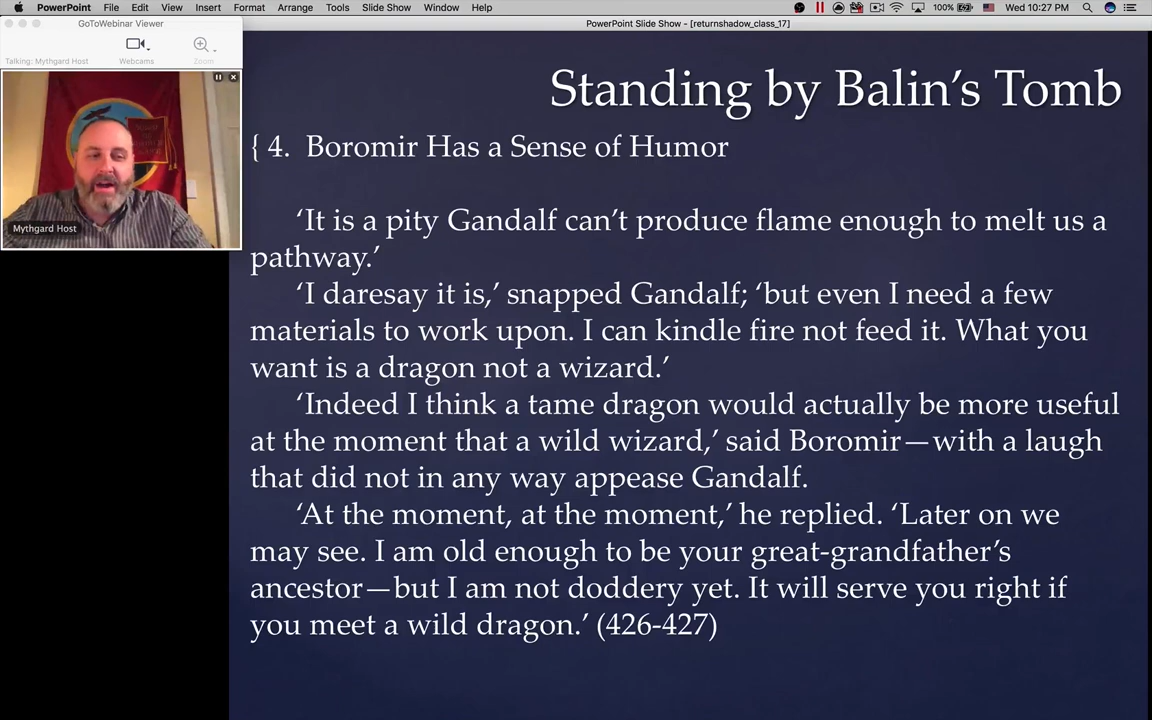 PowerPoint File Edit View Insert Format Arrange Tools Slide Show Window Help 100% Wed 10:27 PM
GoToWebinar Viewer
PowerPoint Slide Show - [returnshadow_class_17]
Talking: Mythgard Host
Webcams
Zoom
Mythgard Host
Standing by Balin’s Tomb
{ 4. Boromir Has a Sense of Humor
‘It is a pity Gandalf can’t produce flame enough to melt us a
pathway.’
‘I daresay it is,’ snapped Gandalf; ‘but even I need a few
materials to work upon. I can kindle fire not feed it. What you
want is a dragon not a wizard.’
‘Indeed I think a tame dragon would actually be more useful
at the moment that a wild wizard,’ said Boromir—with a laugh
that did not in any way appease Gandalf.
‘At the moment, at the moment,’ he replied. ‘Later on we
may see. I am old enough to be your great-grandfather’s
ancestor—but I am not doddery yet. It will serve you right if
you meet a wild dragon.’ (426-427)